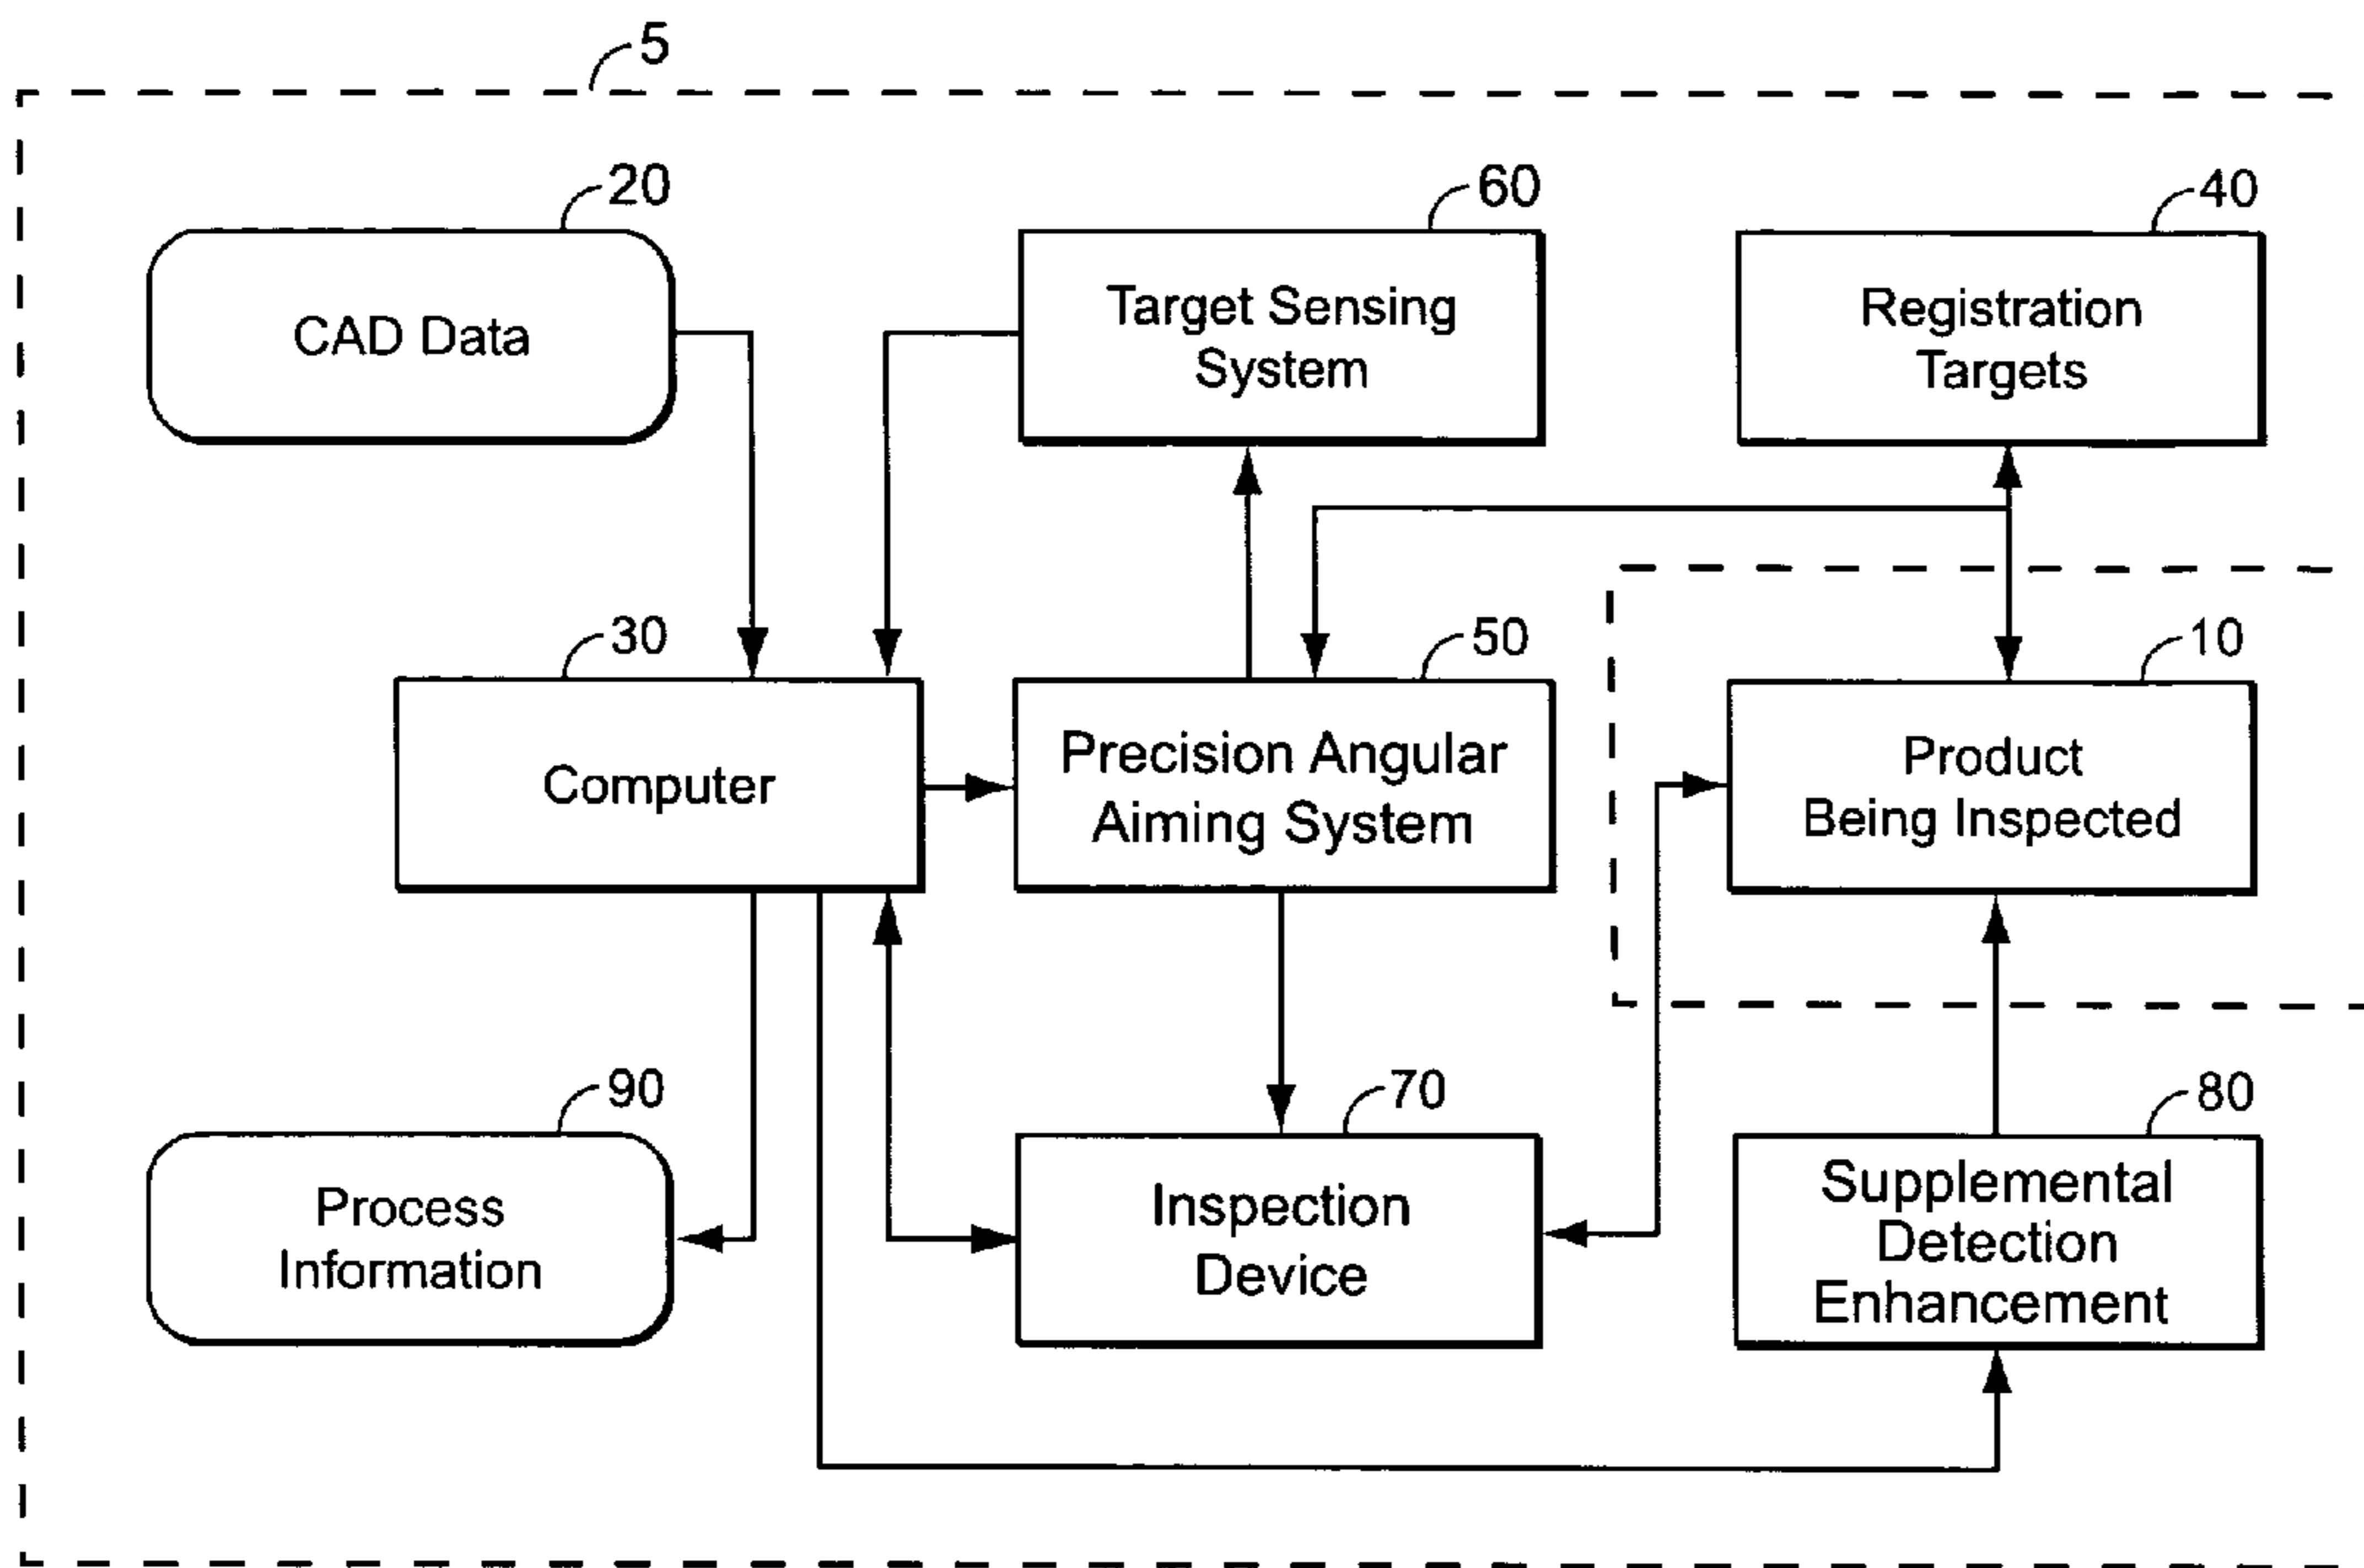 5
20
CAD Data
60
Target Sensing
System
40
Registration
Targets
30
Computer
50
Precision Angular
Aiming System
10
Product
Being Inspected
90
Process
Information
70
Inspection
Device
80
Supplemental
Detection
Enhancement